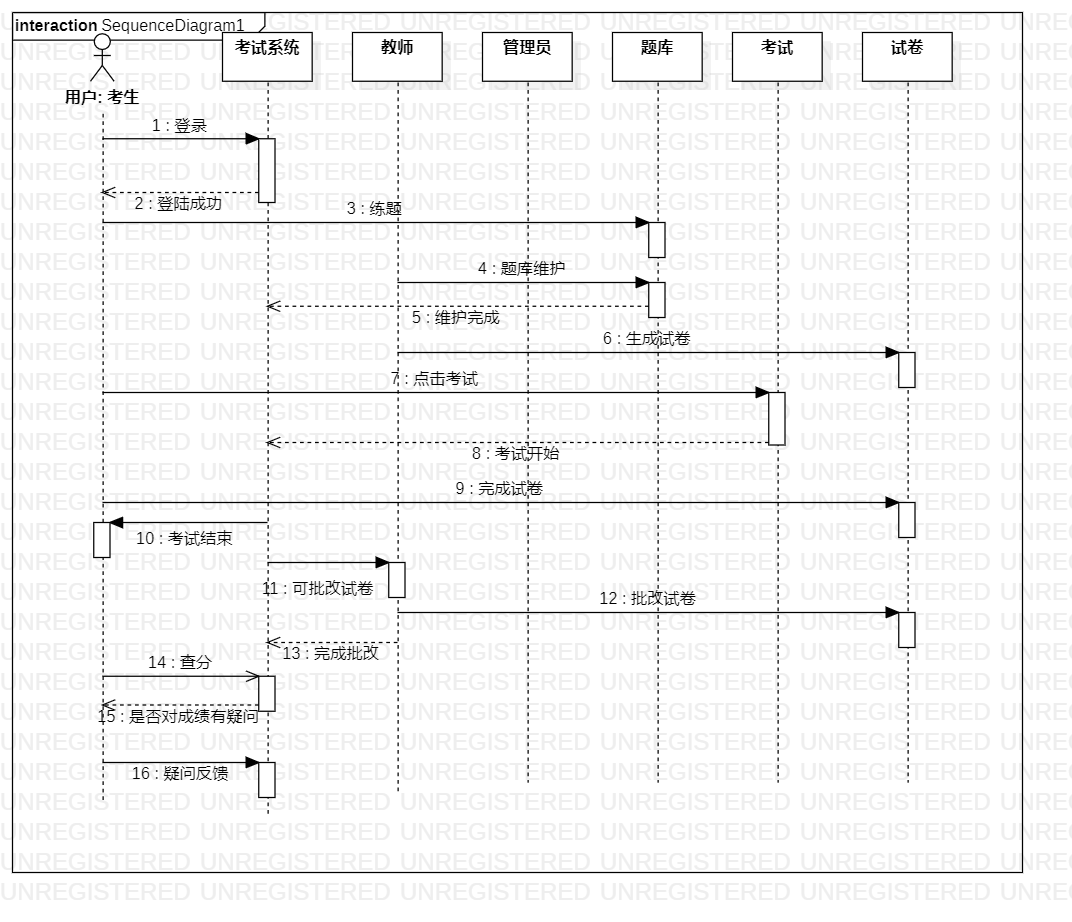 interaction SequenceDiagram1
用户: 考生
考试系统
教师
管理员
题库
考试
试卷
1 : 登录
2 : 登陆成功
3 : 练题
4 : 题库维护
5 : 维护完成
6 : 生成试卷
7 : 点击考试
8 : 考试开始
9 : 完成试卷
10 : 考试结束
11 : 可批改试卷
12 : 批改试卷
13 : 完成批改
14 : 查分
15 : 是否对成绩有疑问
16 : 疑问反馈
UNREGISTERED